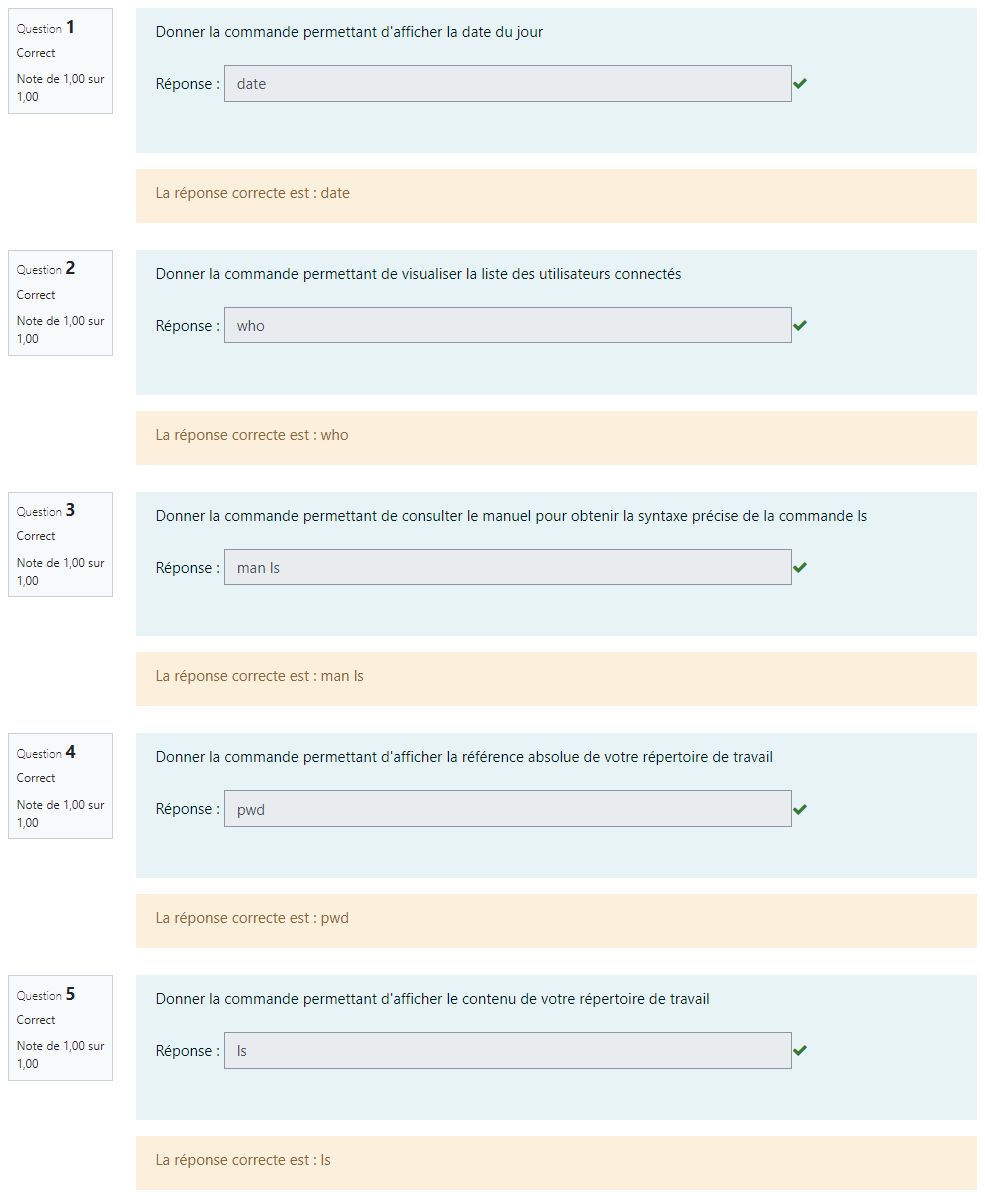 Question 1
Correct
Note de 1,00 sur
1,00
Donner la commande permettant d'afficher la date du jour
Réponse : date
La réponse correcte est : date
Question 2
Correct
Note de 1,00 sur
1,00
Donner la commande permettant de visualiser la liste des utilisateurs connectés
Réponse : who
La réponse correcte est : who
Question 3
Correct
Note de 1,00 sur
1,00
Donner la commande permettant de consulter le manuel pour obtenir la syntaxe précise de la commande ls
Réponse : man ls
La réponse correcte est : man ls
Question 4
Correct
Note de 1,00 sur
1,00
Donner la commande permettant d'afficher la référence absolue de votre répertoire de travail
Réponse : pwd
La réponse correcte est : pwd
Question 5
Correct
Note de 1,00 sur
1,00
Donner la commande permettant d'afficher le contenu de votre répertoire de travail
Réponse : ls
La réponse correcte est : ls